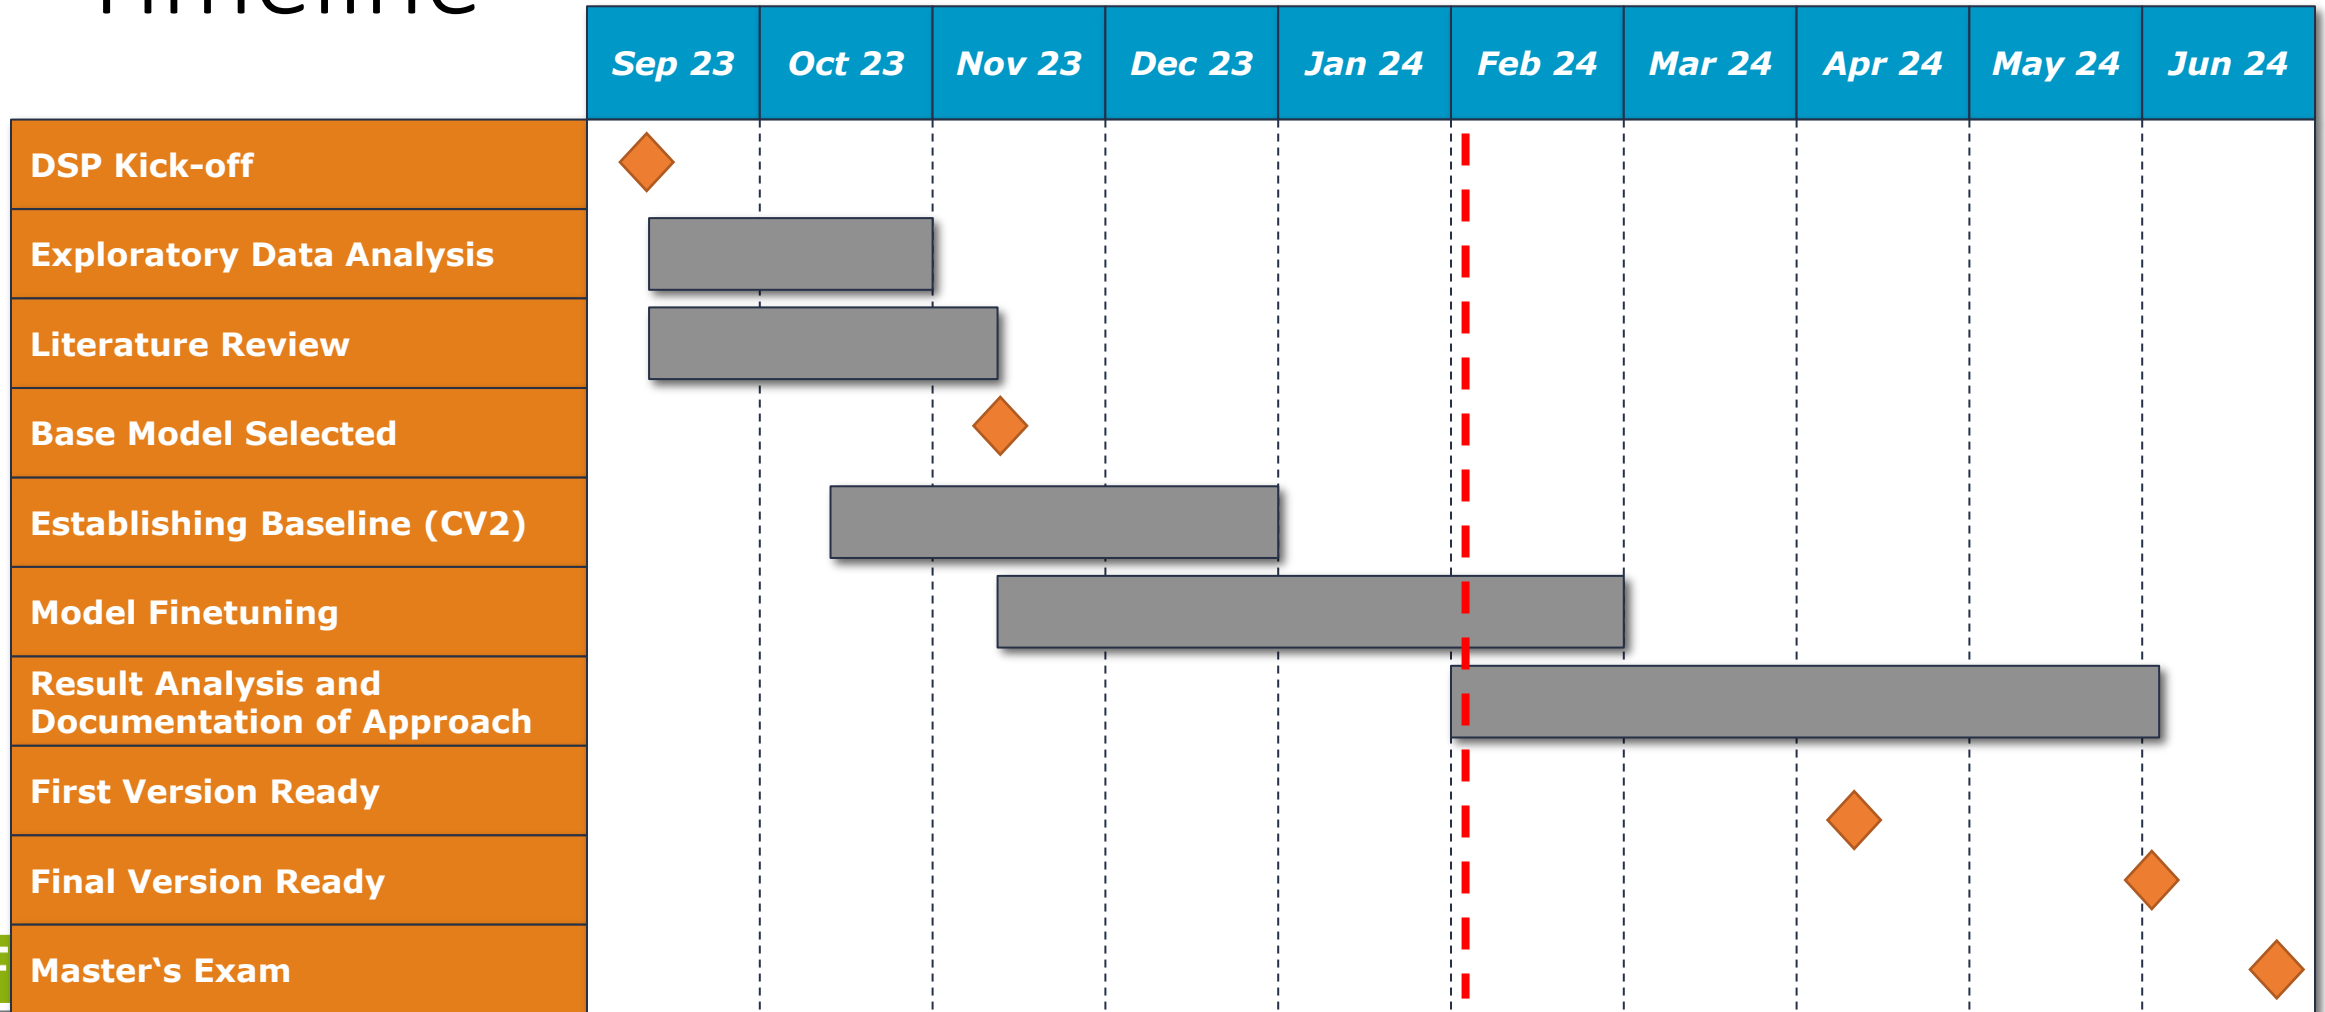 Timeline
Sep 23 Oct 23 Nov 23 Dec 23 Jan 24 Feb 24 Mar 24 Apr 24 May 24 Jun 24
DSP Kick-off
Exploratory Data Analysis
Literature Review
Base Model Selected
Establishing Baseline (CV2)
Model Finetuning
Result Analysis and
Documentation of Approach
First Version Ready
Final Version Ready
Master‘s Exam